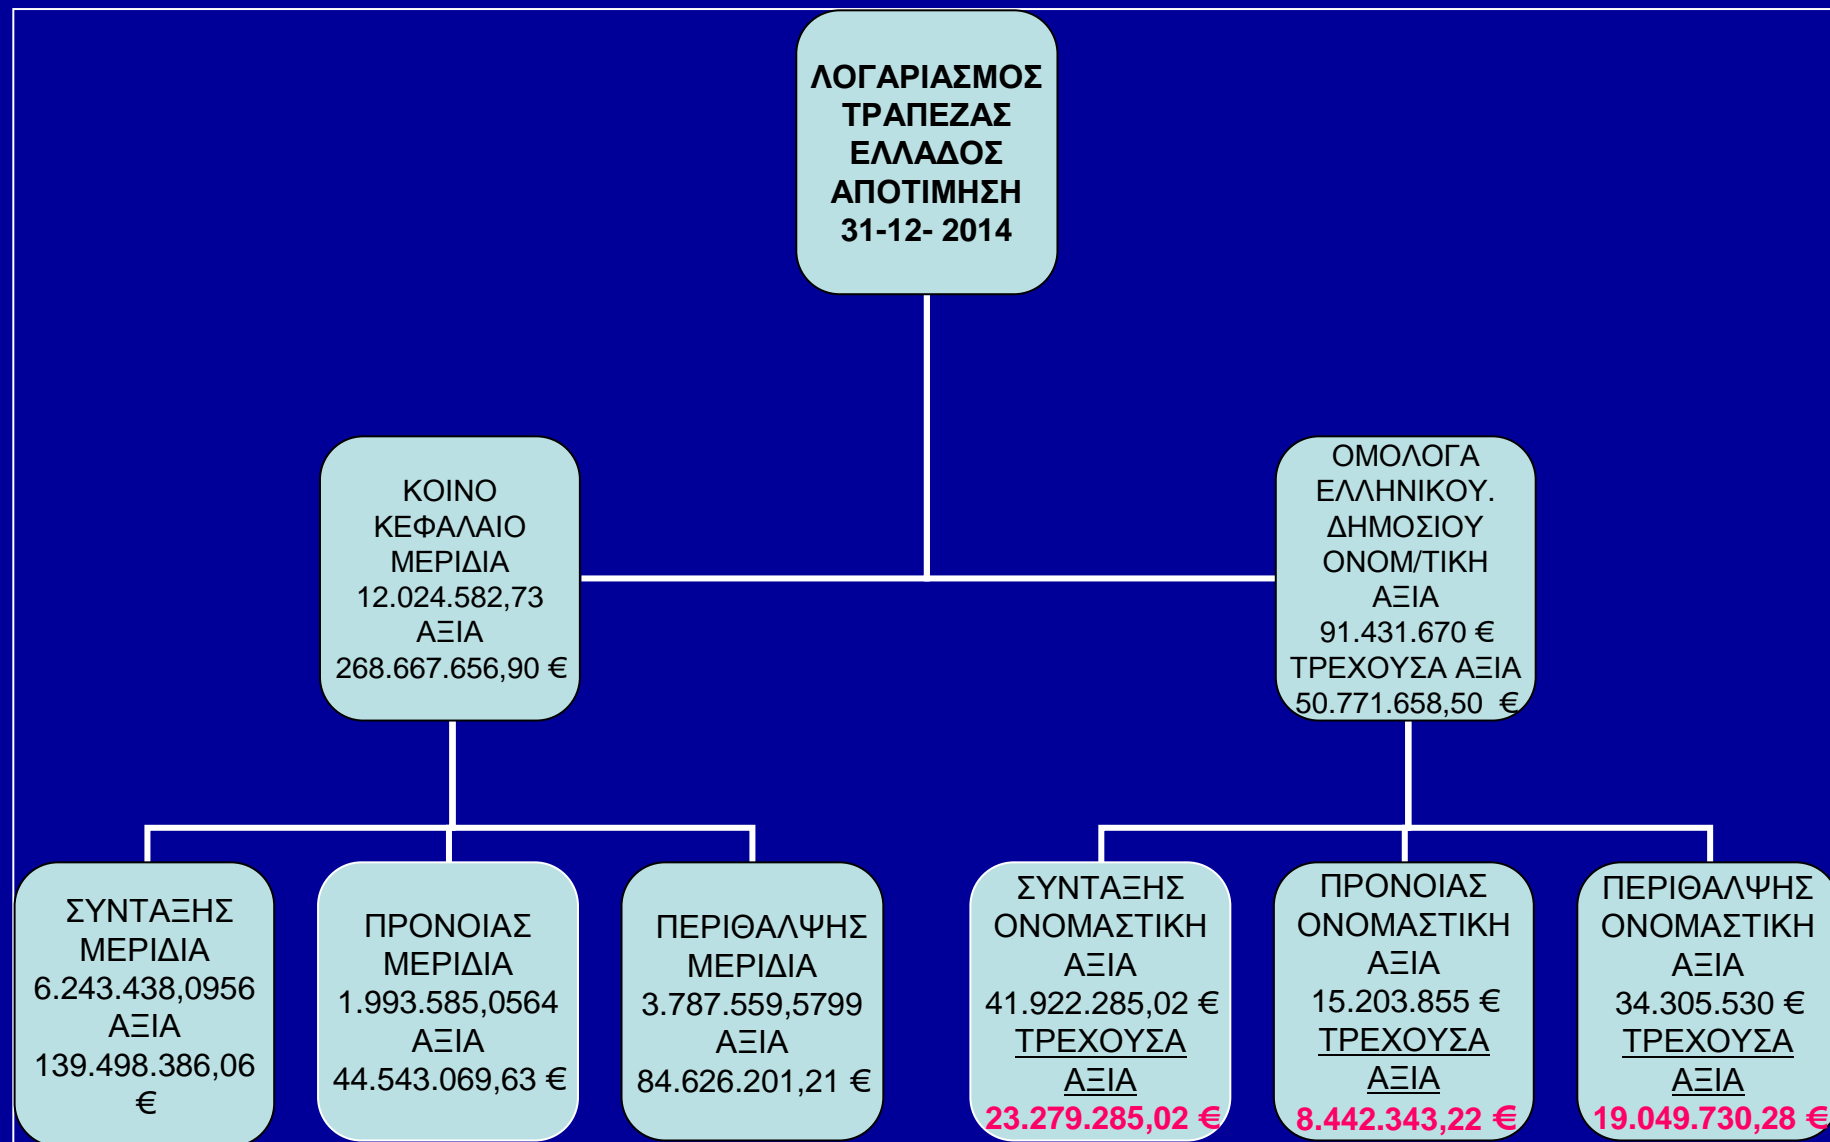 ΛΟΓΑΡΙΑΣΜΟΣ
ΤΡΑΠΕΖΑΣ
ΕΛΛΑΔΟΣ
ΑΠΟΤΙΜΗΣΗ
31-12- 2014
ΚΟΙΝΟ
ΚΕΦΑΛΑΙΟ
ΜΕΡΙΔΙΑ
12.024.582,73
ΑΞΙΑ
268.667.656,90 €
ΟΜΟΛΟΓΑ
ΕΛΛΗΝΙΚΟΥ.
ΔΗΜΟΣΙΟΥ
ΟΝΟΜ/ΤΙΚΗ
ΑΞΙΑ
91.431.670 €
ΤΡΕΧΟΥΣΑ ΑΞΙΑ
50.771.658,50 €
ΣΥΝΤΑΞΗΣ
ΜΕΡΙΔΙΑ
6.243.438,0956
ΑΞΙΑ
139.498.386,06
€
ΠΡΟΝΟΙΑΣ
ΜΕΡΙΔΙΑ
1.993.585,0564
ΑΞΙΑ
44.543.069,63 €
ΠΕΡΙΘΑΛΨΗΣ
ΜΕΡΙΔΙΑ
3.787.559,5799
ΑΞΙΑ
84.626.201,21 €
ΣΥΝΤΑΞΗΣ
ΟΝΟΜΑΣΤΙΚΗ
ΑΞΙΑ
41.922.285,02 €
ΤΡΕΧΟΥΣΑ
ΑΞΙΑ
23.279.285,02 €
ΠΡΟΝΟΙΑΣ
ΟΝΟΜΑΣΤΙΚΗ
ΑΞΙΑ
15.203.855 €
ΤΡΕΧΟΥΣΑ
ΑΞΙΑ
8.442.343,22 €
ΠΕΡΙΘΑΛΨΗΣ
ΟΝΟΜΑΣΤΙΚΗ
ΑΞΙΑ
34.305.530 €
ΤΡΕΧΟΥΣΑ
ΑΞΙΑ
19.049.730,28 €